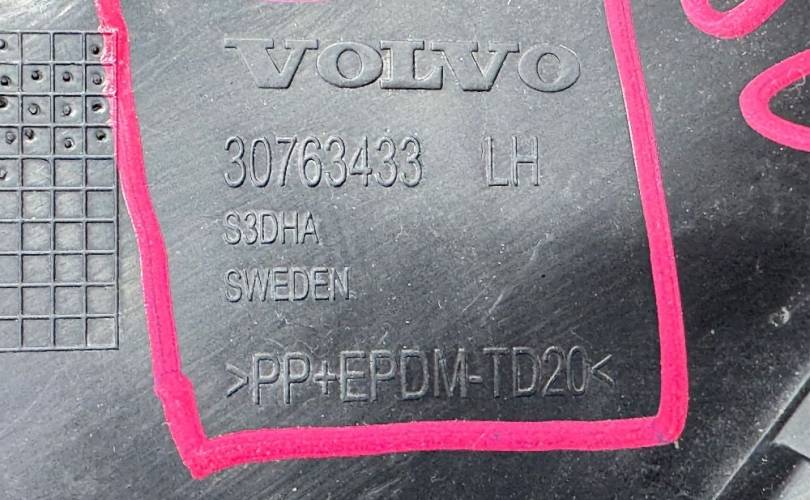 VOLVO
30763433 LH
S3DHA
SWEDEN
>PP+EPDM-TD20<